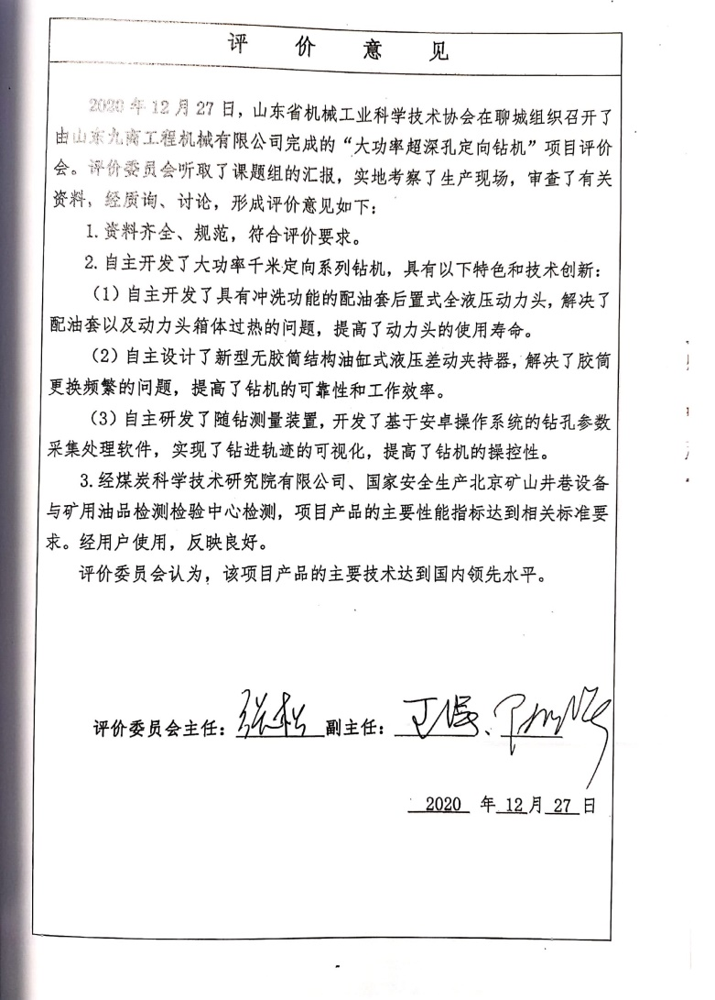 评 价 意 见
2020年12月27日，山东省机械工业科学技术协会在聊城组织召开了
由山东九商工程机械有限公司完成的“大功率超深孔定向钻机”项目评价
会。评价委员会听取了课题组的汇报，实地考察了生产现场，审查了有关
资料，经质询、讨论，形成评价意见如下：
1.资料齐全、规范，符合评价要求。
2.自主开发了大功率千米定向系列钻机，具有以下特色和技术创新：
（1）自主开发了具有冲洗功能的配油套后置式全液压动力头，解决了
配油套以及动力头箱体过热的问题，提高了动力头的使用寿命。
（2）自主设计了新型无胶筒结构油缸式液压差动夹持器，解决了胶筒
更换频繁的问题，提高了钻机的可靠性和工作效率。
（3）自主研发了随钻测量装置，开发了基于安卓操作系统的钻孔参数
采集处理软件，实现了钻进轨迹的可视化，提高了钻机的操控性。
3.经煤炭科学技术研究院有限公司、国家安全生产北京矿山井巷设备
与矿用油品检测检验中心检测，项目产品的主要性能指标达到相关标准要
求。经用户使用，反映良好。
评价委员会认为，该项目产品的主要技术达到国内领先水平。
评价委员会主任：张松 副主任：
2020 年 12 月 27 日